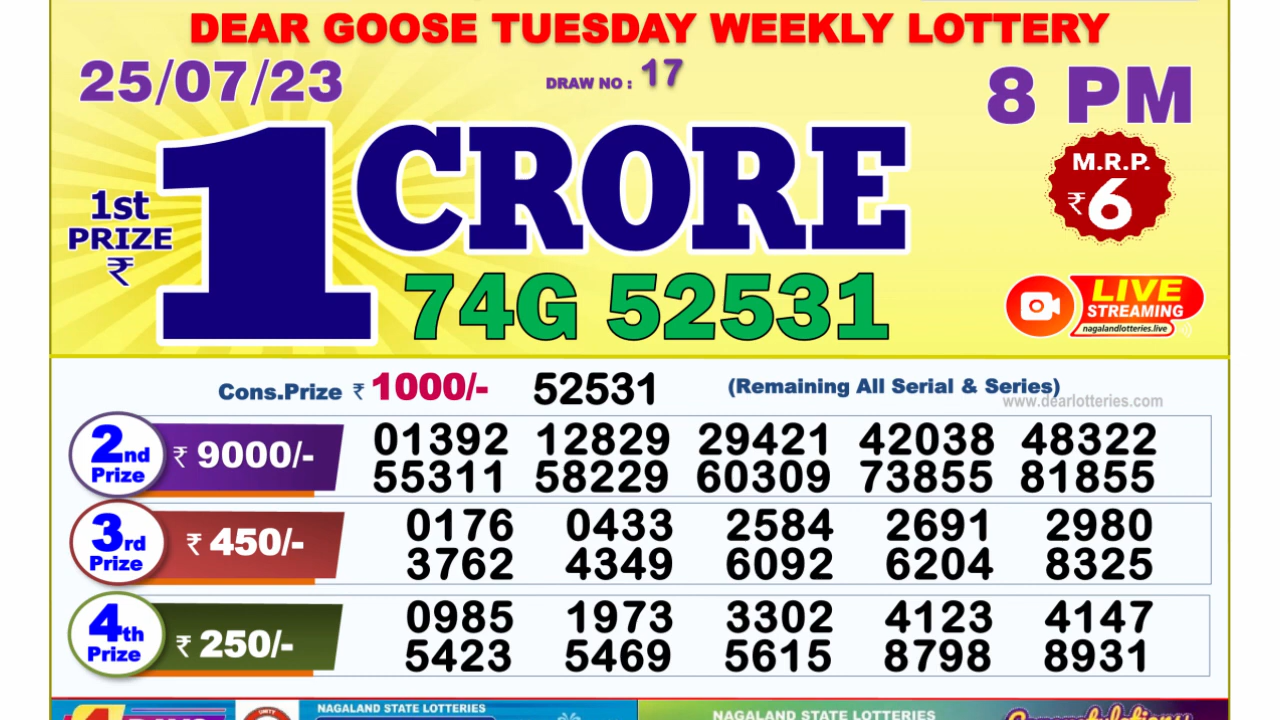 DEAR GOOSE TUESDAY WEEKLY LOTTERY
25/07/23
DRAW NO : 17
8 PM
1st
PRIZE
₹
1 CRORE
M.R.P.
₹6
74G 52531
LIVE
STREAMING
nagalandlotteries.live
Cons.Prize ₹ 1000/- 52531 (Remaining All Serial & Series)
www.dearlotteries.com
2nd
Prize
₹ 9000/-
01392 12829 29421 42038 48322
55311 58229 60309 73855 81855
3rd
Prize
₹ 450/-
0176 0433 2584 2691 2980
3762 4349 6092 6204 8325
4th
Prize
₹ 250/-
0985 1973 3302 4123 4147
5423 5469 5615 8798 8931
NAGALAND STATE LOTTERIES
NAGALAND STATE LOTTERIES
UNITY